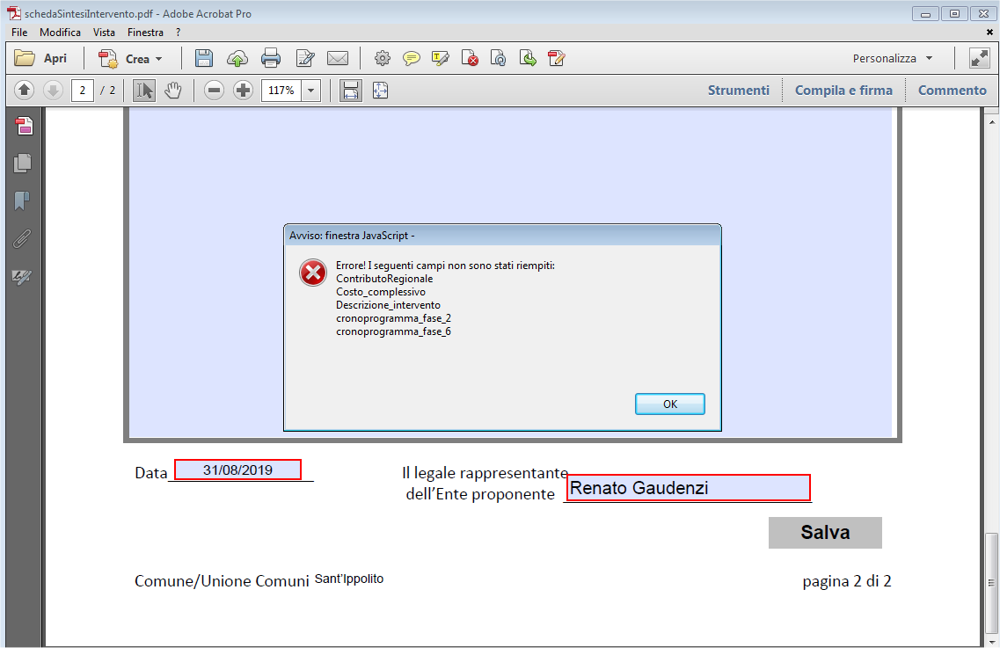 schedaSintesiIntervento.pdf - Adobe Acrobat Pro
File Modifica Vista Finestra ?
Apri Crea Personalizza
2 / 2 117% Strumenti Compila e firma Commento
Avviso: finestra JavaScript -
Errore! I seguenti campi non sono stati riempiti:
ContributoRegionale
Costo_complessivo
Descrizione_intervento
cronoprogramma_fase_2
cronoprogramma_fase_6
OK
Data 31/08/2019
Il legale rappresentante
dell'Ente proponente Renato Gaudenzi
Salva
Comune/Unione Comuni Sant'Ippolito pagina 2 di 2